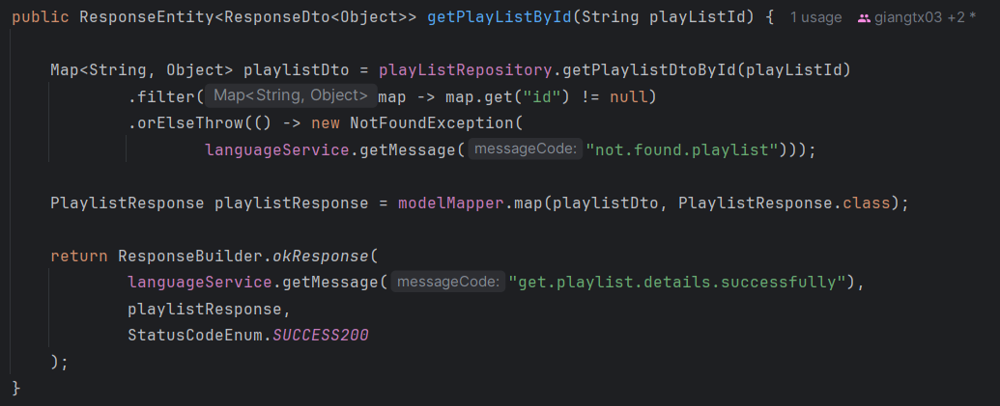 public ResponseEntity<ResponseDto<Object>> getPlayListById(String playListId) { 1 usage giangtx03 +2 *
Map<String, Object> playlistDto = playListRepository.getPlaylistDtoById(playListId)
.filter( Map<String, Object> map -> map.get("id") != null)
.orElseThrow(() -> new NotFoundException(
languageService.getMessage( messageCode: "not.found.playlist")));
PlaylistResponse playlistResponse = modelMapper.map(playlistDto, PlaylistResponse.class);
return ResponseBuilder.okResponse(
languageService.getMessage( messageCode: "get.playlist.details.successfully"),
playlistResponse,
StatusCodeEnum.SUCCESS200
);
}